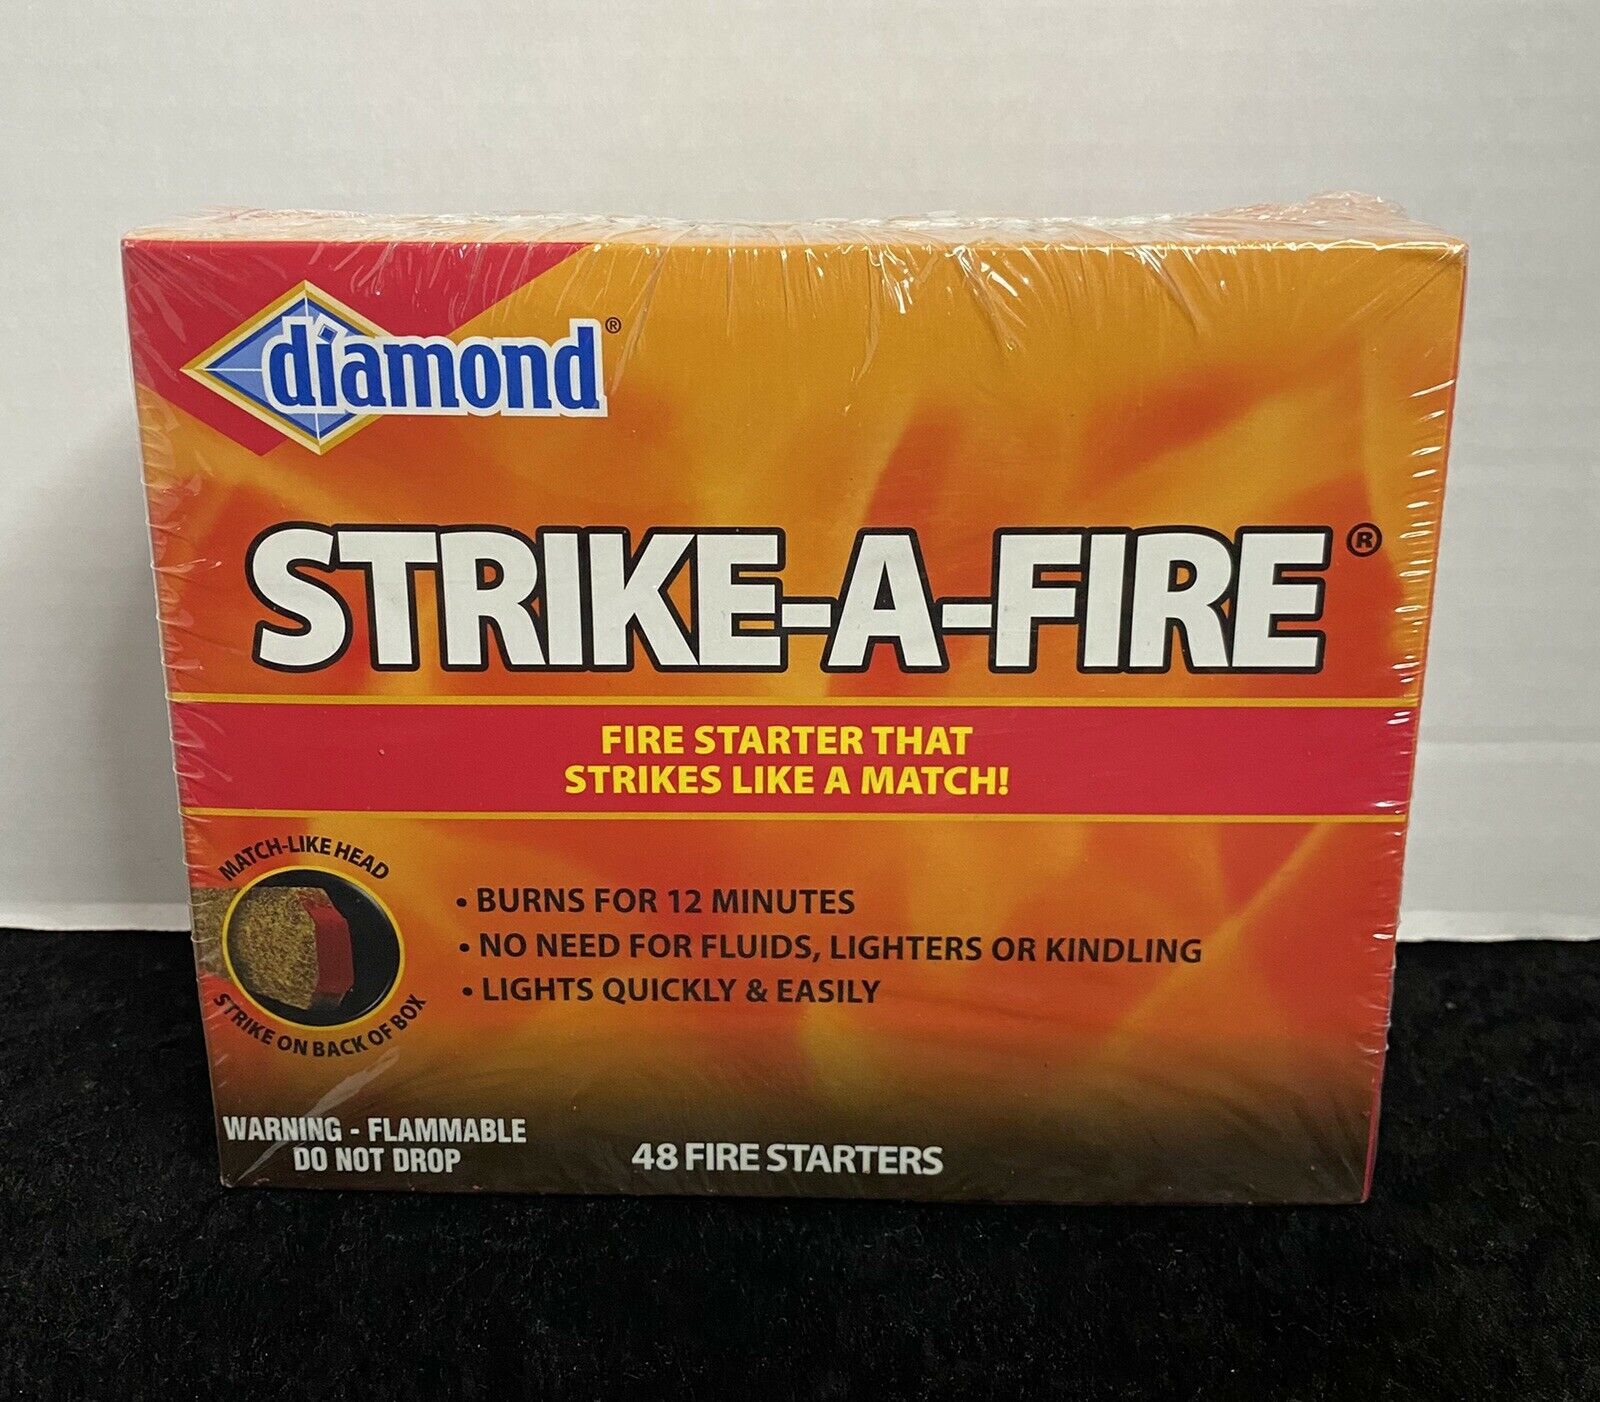 diamond®
STRIKE-A-FIRE®
FIRE STARTER THAT
STRIKES LIKE A MATCH!
MATCH-LIKE HEAD
STRIKE ON BACK OF BOX
• BURNS FOR 12 MINUTES
• NO NEED FOR FLUIDS, LIGHTERS OR KINDLING
• LIGHTS QUICKLY & EASILY
WARNING - FLAMMABLE
DO NOT DROP
48 FIRE STARTERS